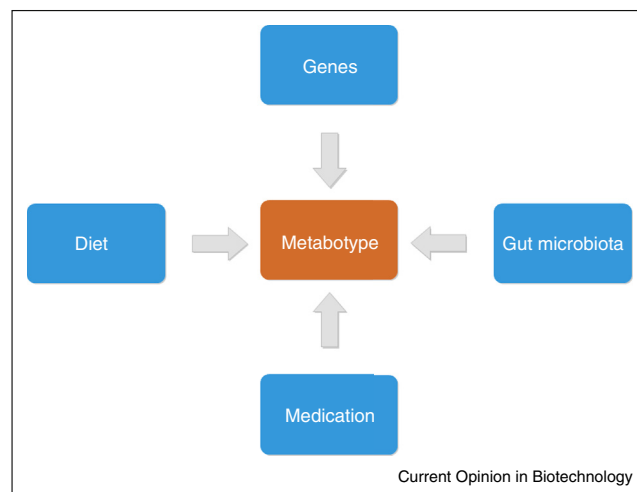 Genes
Diet
Metabotype
Gut microbiota
Medication
Current Opinion in Biotechnology